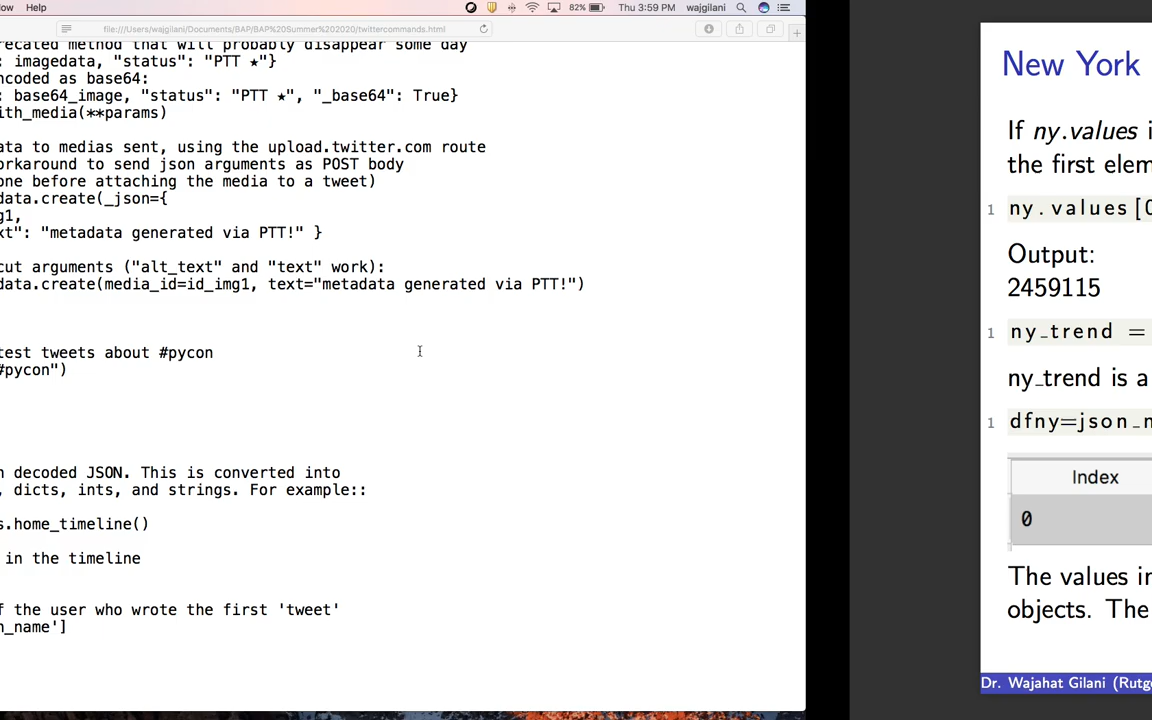 ow Help 82% Thu 3:59 PM wajgilani
file:///Users/wajgilani/Documents/BAP/BAP%20Summer%202020/twittercommands.html
recated method that will probably disappear some day
: imagedata, "status": "PTT ★"}
ncoded as base64:
: base64_image, "status": "PTT ★", "_base64": True}
ith_media(**params)
ata to medias sent, using the upload.twitter.com route
orkaround to send json arguments as POST body
one before attaching the media to a tweet)
data.create(_json={
g1,
xt": "metadata generated via PTT!" }
cut arguments ("alt_text" and "text" work):
data.create(media_id=id_img1, text="metadata generated via PTT!")
test tweets about #pycon
#pycon")
n decoded JSON. This is converted into
, dicts, ints, and strings. For example::
s.home_timeline()
in the timeline
f the user who wrote the first 'tweet'
n_name']
New York
If ny.values i
the first elem
1 ny.values[0
Output:
2459115
1 ny_trend =
ny_trend is a
1 dfny=json_n
Index
0
The values in
objects. The
Dr. Wajahat Gilani (Rutge